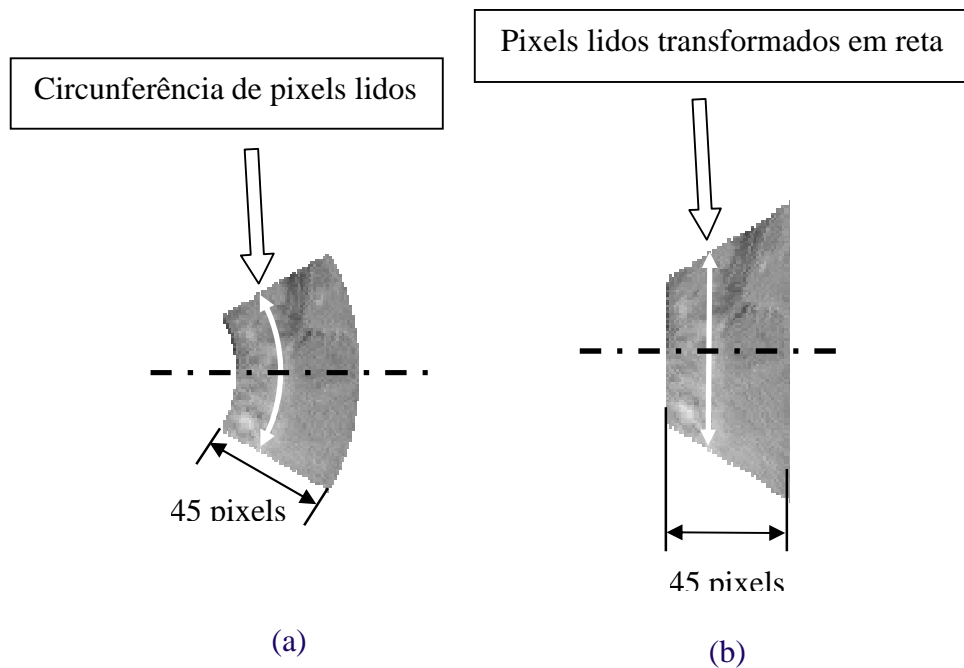 Circunferência de pixels lidos
Pixels lidos transformados em reta
45 pixels
45 pixels
(a)
(b)